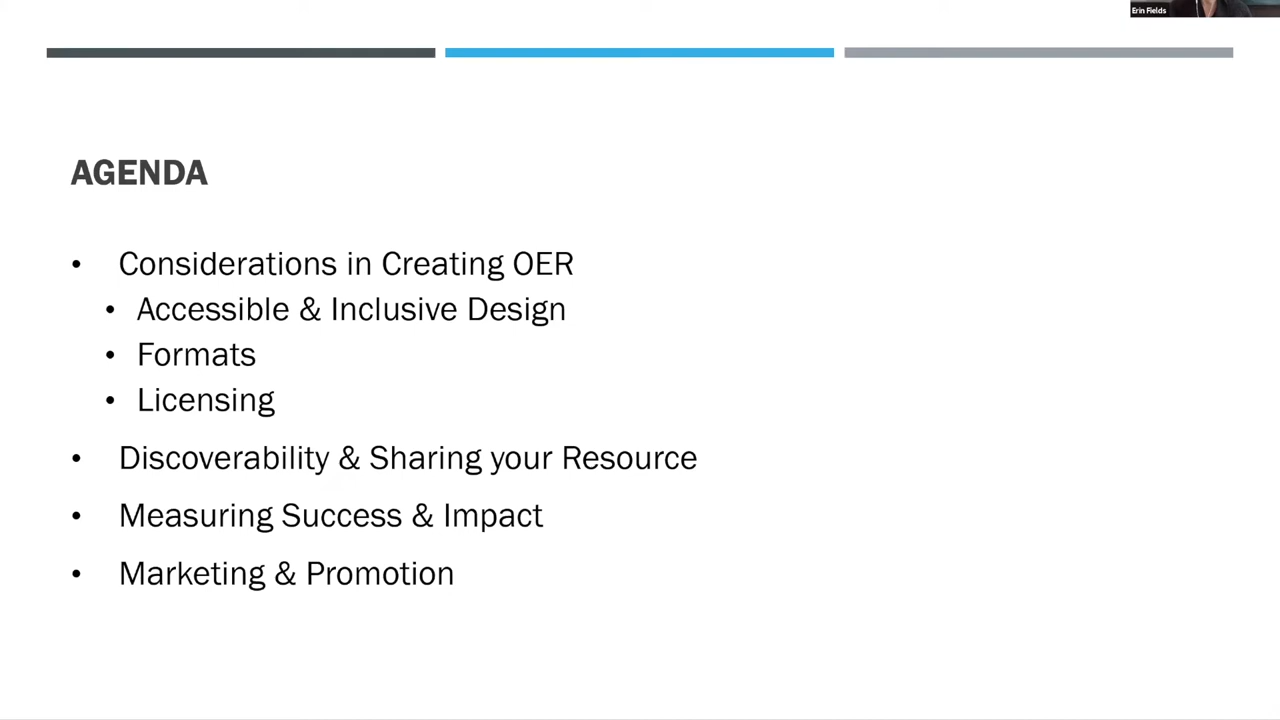 Erin Fields
AGENDA
• Considerations in Creating OER
• Accessible & Inclusive Design
• Formats
• Licensing
• Discoverability & Sharing your Resource
• Measuring Success & Impact
• Marketing & Promotion